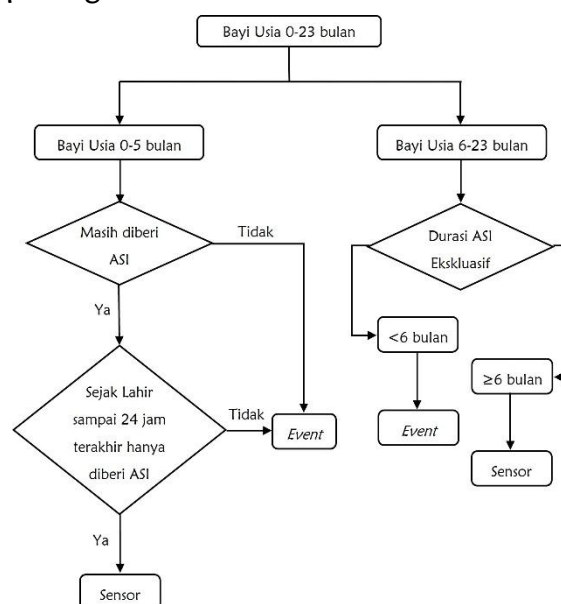 Bayi Usia 0-23 bulan
Bayi Usia 0-5 bulan
Bayi Usia 6-23 bulan
Masih diberi
ASI
Tidak
Durasi ASI
Ekskluasif
Ya
<6 bulan
≥6 bulan
Sejak Lahir
sampai 24 jam
terakhir hanya
diberi ASI
Tidak
Event
Event
Sensor
Ya
Sensor